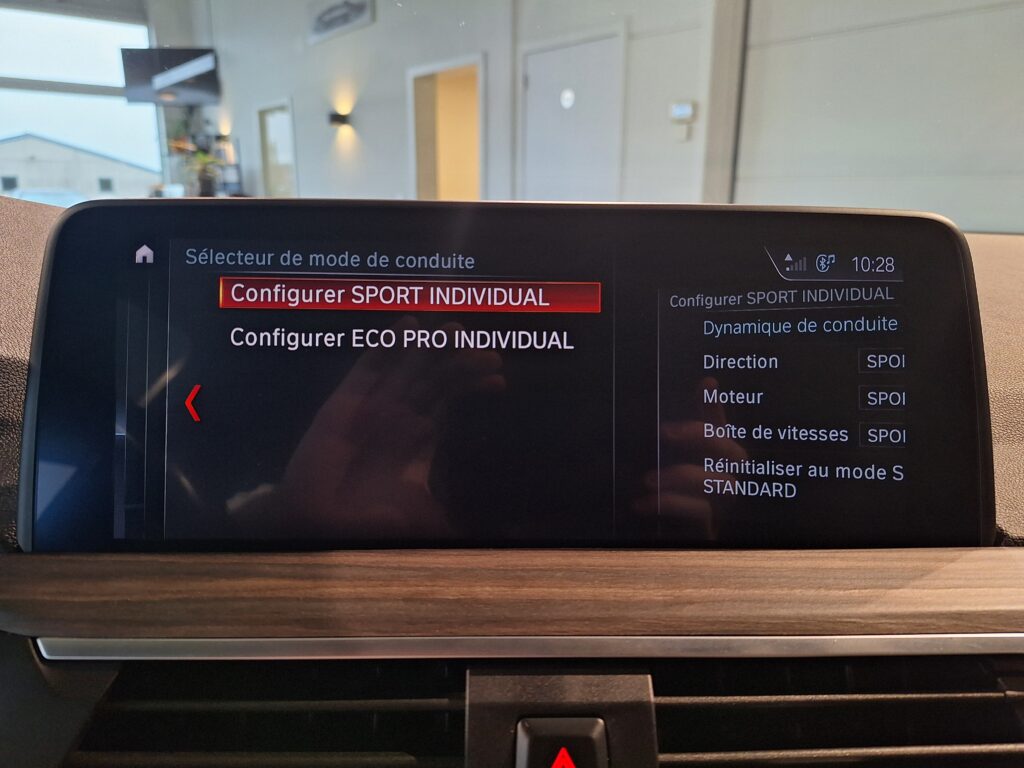 Sélecteur de mode de conduite
Configurer SPORT INDIVIDUAL
Configurer ECO PRO INDIVIDUAL
10:28
Configurer SPORT INDIVIDUAL
Dynamique de conduite
Direction SPOI
Moteur SPOI
Boîte de vitesses SPOI
Réinitialiser au mode S
STANDARD